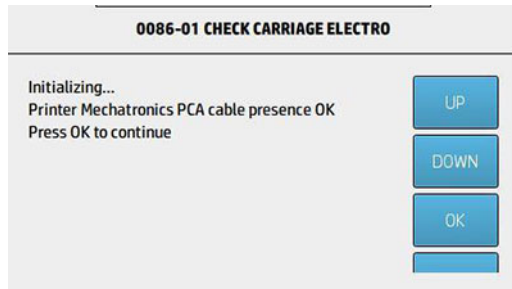 0086-01 CHECK CARRIAGE ELECTRO
Initializing...
Printer Mechatronics PCA cable presence OK
Press OK to continue
UP
DOWN
OK